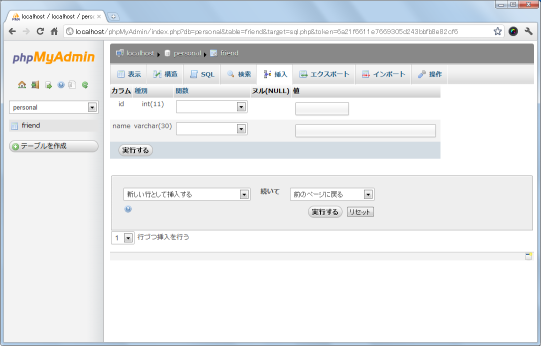 localhost / localhost / perso
localhost/phpMyAdmin/index.php?db=personal&table=friend&target=sql.php&token=
phpMyAdmin
localhost ▸ personal ▸ friend
表示 構造 SQL 検索 挿入 エクスポート インポート 操作
personal
friend
テーブルを作成
カラム 種別 関数 ヌル(NULL) 値
id int(11)
name varchar(30)
実行する
新しい行として挿入する 続いて 前のページに戻る
実行する リセット
1 行づつ挿入を行う